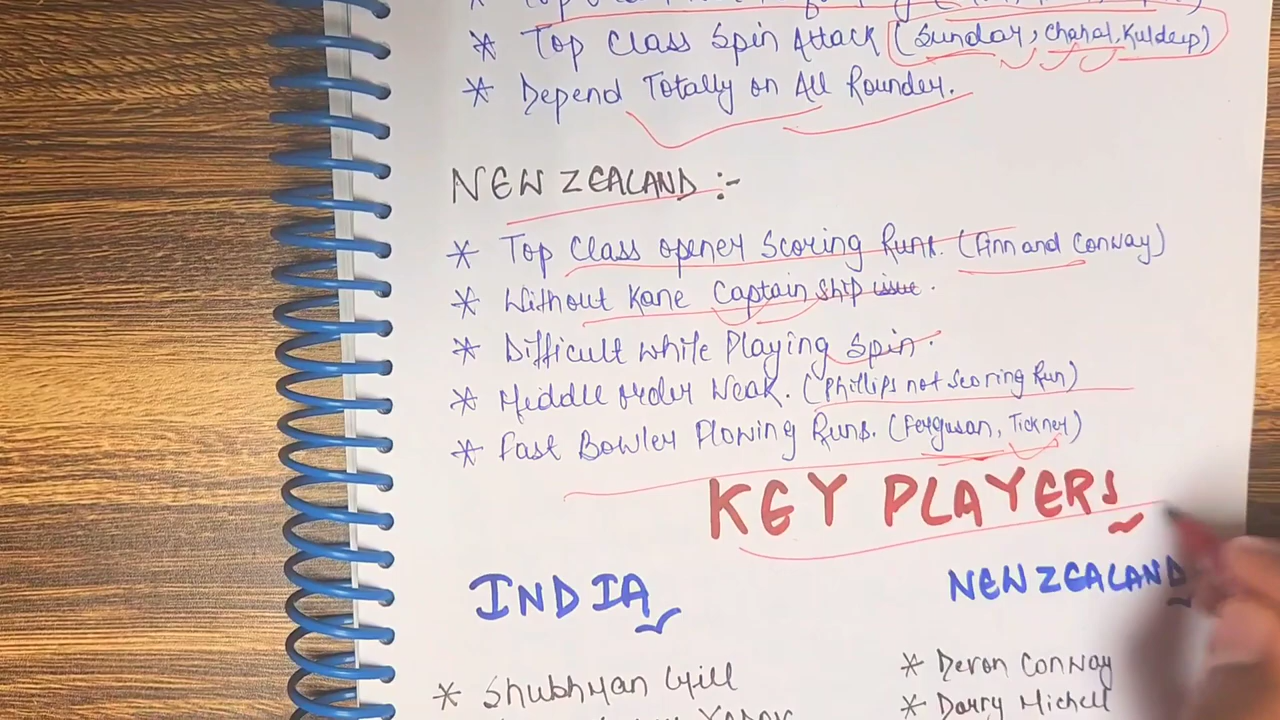 * Top Class Spin Attack (Sundar, Chahal, Kuldeep)
* Depend Totally on All Rounder.
NEW ZEALAND :-
* Top Class opener Scoring Runs. (Finn and Conway)
* Without Kane Captain ship issue.
* Difficult while Playing Spin.
* Middle order Weak. (Phillips not Scoring Run)
* Fast Bowler Flowing Runs. (Ferguson, Tickner)
KEY PLAYERS
INDIA
NEW ZEALAND
* Shubhman Gill
* Devon Conway
* Darry Michell